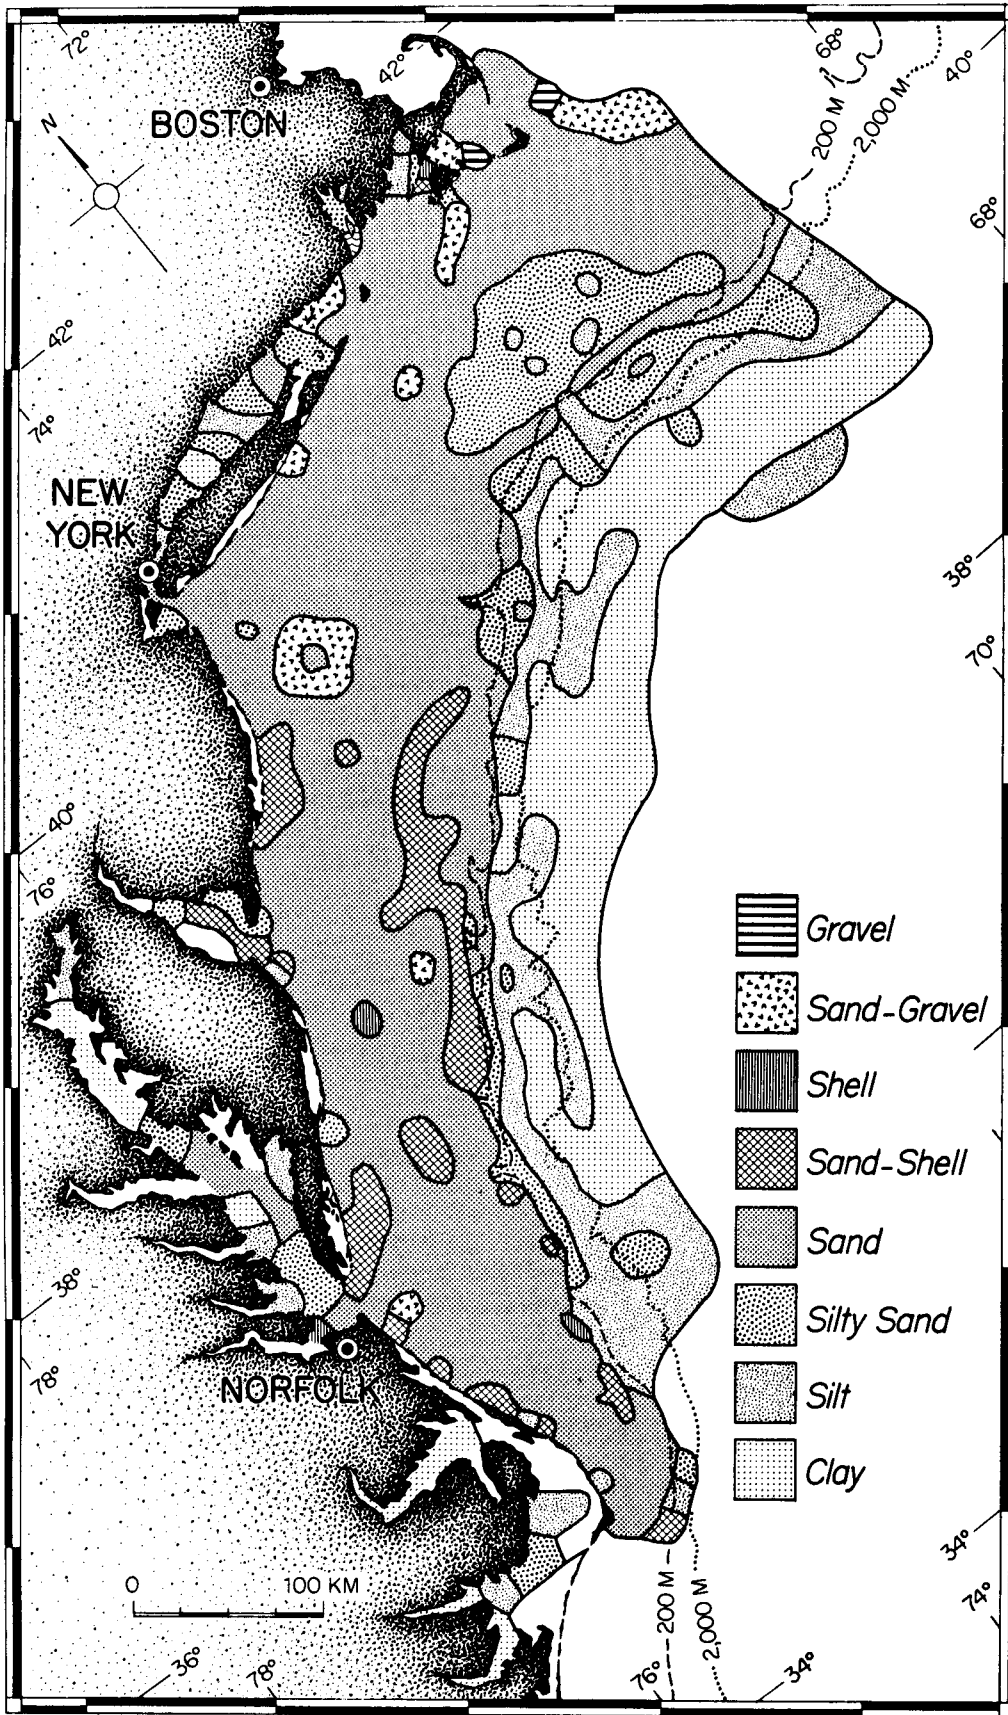 72°
42°
68°
40°
200 M
2,000 M
BOSTON
N
68°
42°
74°
NEW
YORK
38°
70°
40°
76°
Gravel
Sand-Gravel
Shell
Sand-Shell
Sand
Silty Sand
Silt
Clay
38°
78°
NORFOLK
34°
74°
0 100 KM
200 M
2,000 M
36°
78°
76°
34°